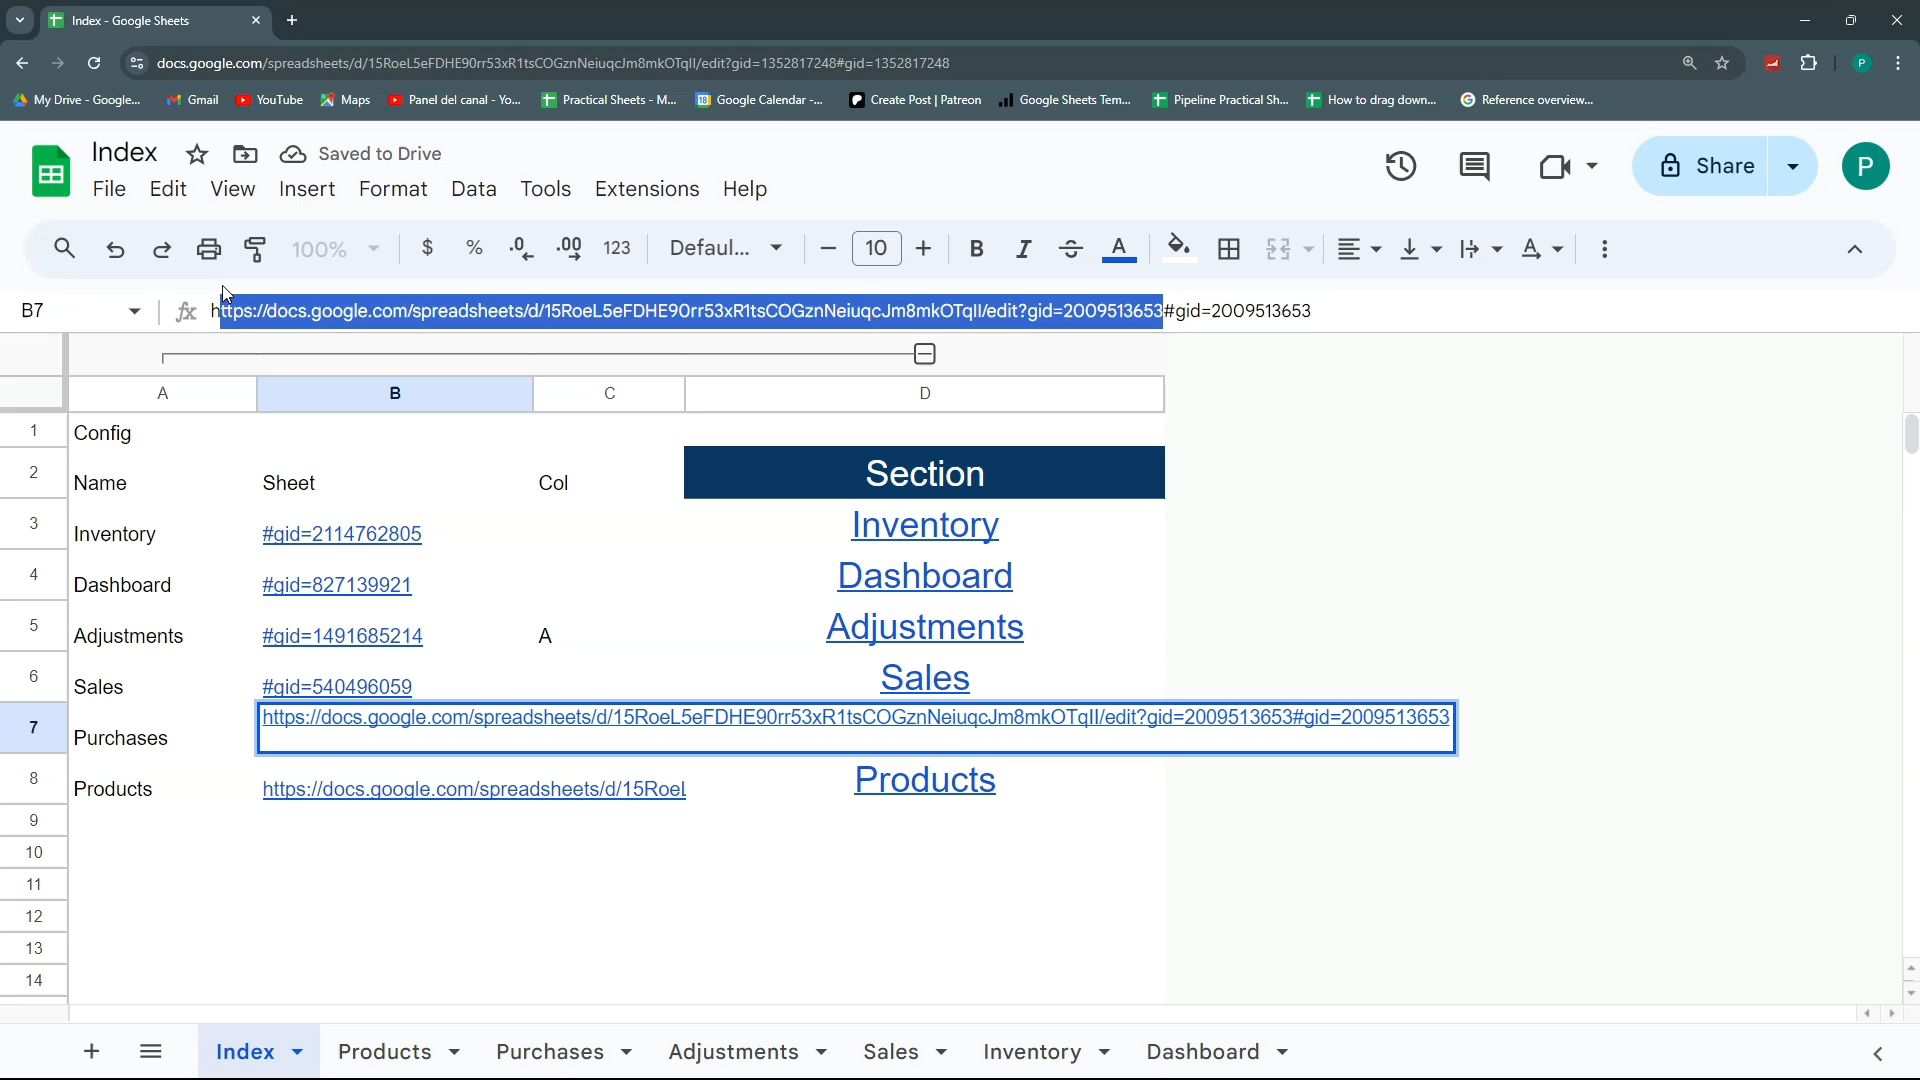 Index - Google Sheets
docs.google.com/spreadsheets/d/15RoeL5eFDHE90rr53xR1tsCOGznNeiuqcJm8mkOTqlI/edit?gid=1352817248#gid=1352817248
My Drive - Google... Gmail YouTube Maps Panel del canal - Yo... Practical Sheets - M... Google Calendar -... Create Post | Patreon Google Sheets Tem... Pipeline Practical Sh... How to drag down... Reference overview...
Index Saved to Drive
File Edit View Insert Format Data Tools Extensions Help
Share P
100% $ % .0 .00 123 Defaul... 10 B I A
B7 fx https://docs.google.com/spreadsheets/d/15RoeL5eFDHE90rr53xR1tsCOGznNeiuqcJm8mkOTqlI/edit?gid=2009513653#gid=2009513653
A B C D
1 Config
2 Name Sheet Col Section
3 Inventory #gid=2114762805 Inventory
4 Dashboard #gid=827139921 Dashboard
5 Adjustments #gid=1491685214 A Adjustments
6 Sales #gid=540496059 Sales
7 Purchases https://docs.google.com/spreadsheets/d/15RoeL5eFDHE90rr53xR1tsCOGznNeiuqcJm8mkOTqlI/edit?gid=2009513653#gid=2009513653
8 Products https://docs.google.com/spreadsheets/d/15RoeL Products
9
10
11
12
13
14
Index Products Purchases Adjustments Sales Inventory Dashboard